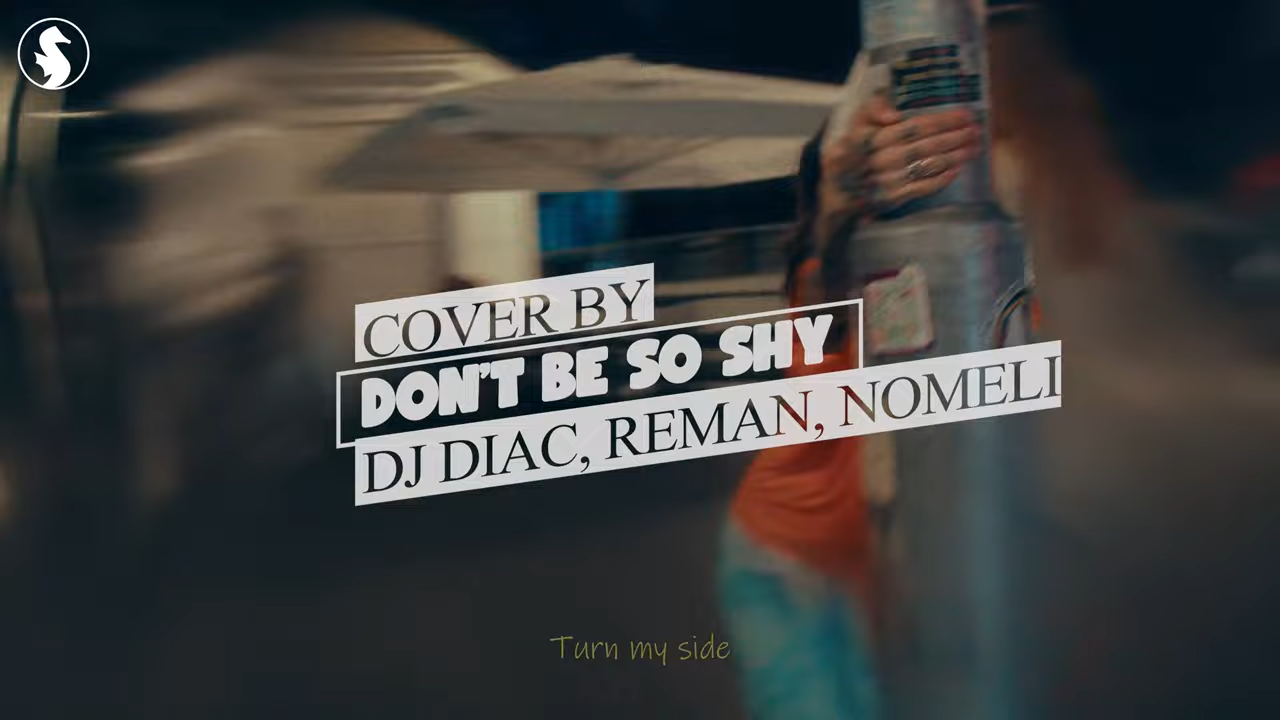 COVER BY
DON'T BE SO SHY
DJ DIAC, REMAN, NOMELI
Turn my side